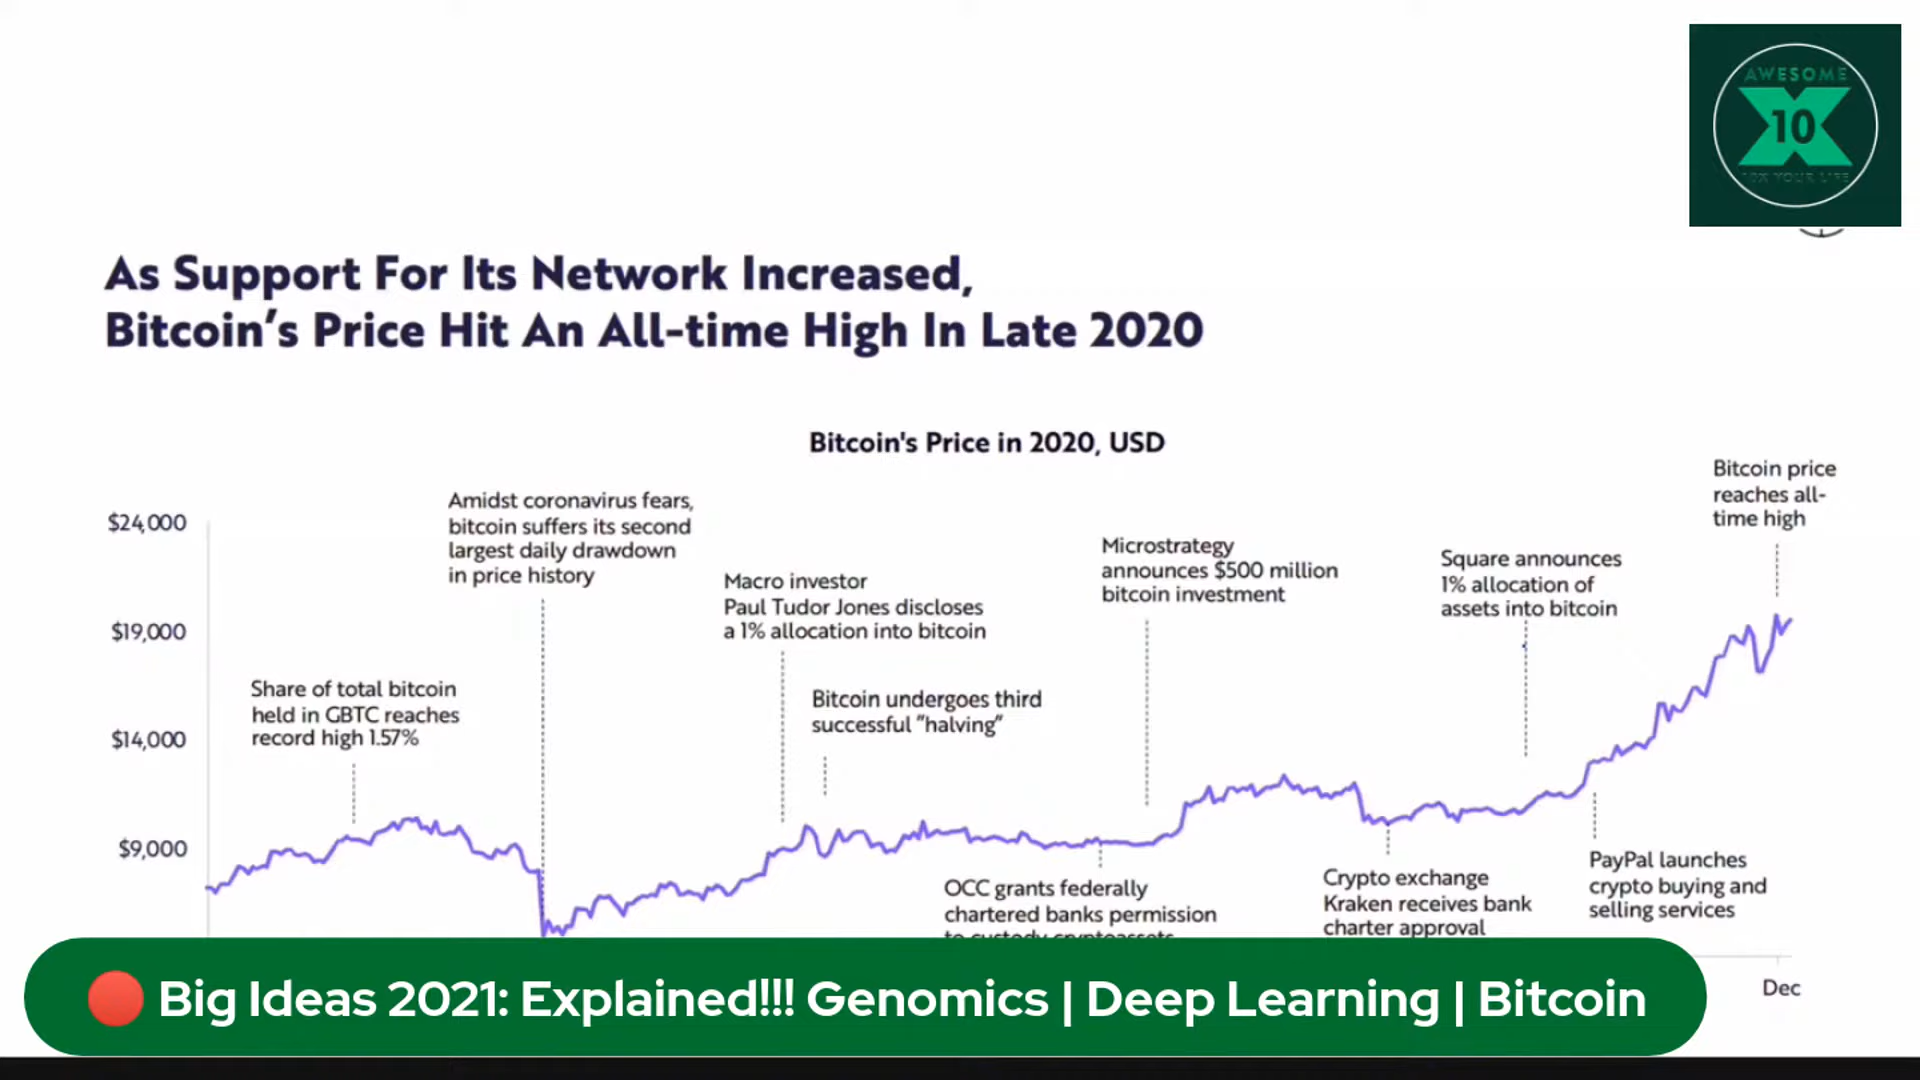 AWESOME
X
10
10X YOUR LIFE
As Support For Its Network Increased,
Bitcoin's Price Hit An All-time High In Late 2020
Bitcoin's Price in 2020, USD
Bitcoin price
reaches all-
time high
Amidst coronavirus fears,
bitcoin suffers its second
largest daily drawdown
in price history
$24,000
Microstrategy
announces $500 million
bitcoin investment
Square announces
1% allocation of
assets into bitcoin
Macro investor
Paul Tudor Jones discloses
a 1% allocation into bitcoin
$19,000
Share of total bitcoin
held in GBTC reaches
record high 1.57%
Bitcoin undergoes third
successful "halving"
$14,000
$9,000
OCC grants federally
chartered banks permission
to custody cryptoassets
Crypto exchange
Kraken receives bank
charter approval
PayPal launches
crypto buying and
selling services
Dec
Big Ideas 2021: Explained!!! Genomics | Deep Learning | Bitcoin